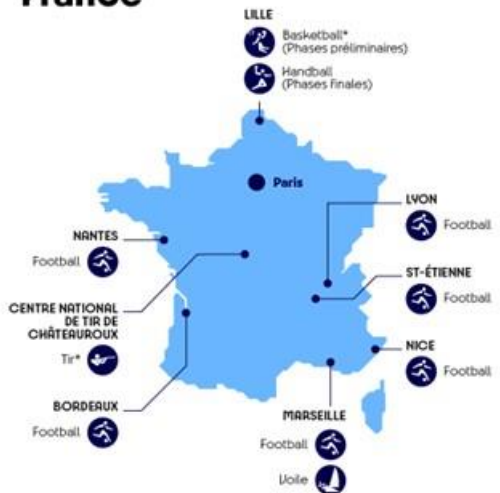 France
LILLE
Basketball*
(Phases préliminaires)
Handball
(Phases finales)
Paris
LYON
Football
NANTES
Football
ST-ÉTIENNE
Football
CENTRE NATIONAL
DE TIR DE
CHÂTEAUROUX
Tir*
NICE
Football
BORDEAUX
Football
MARSEILLE
Football
Voile